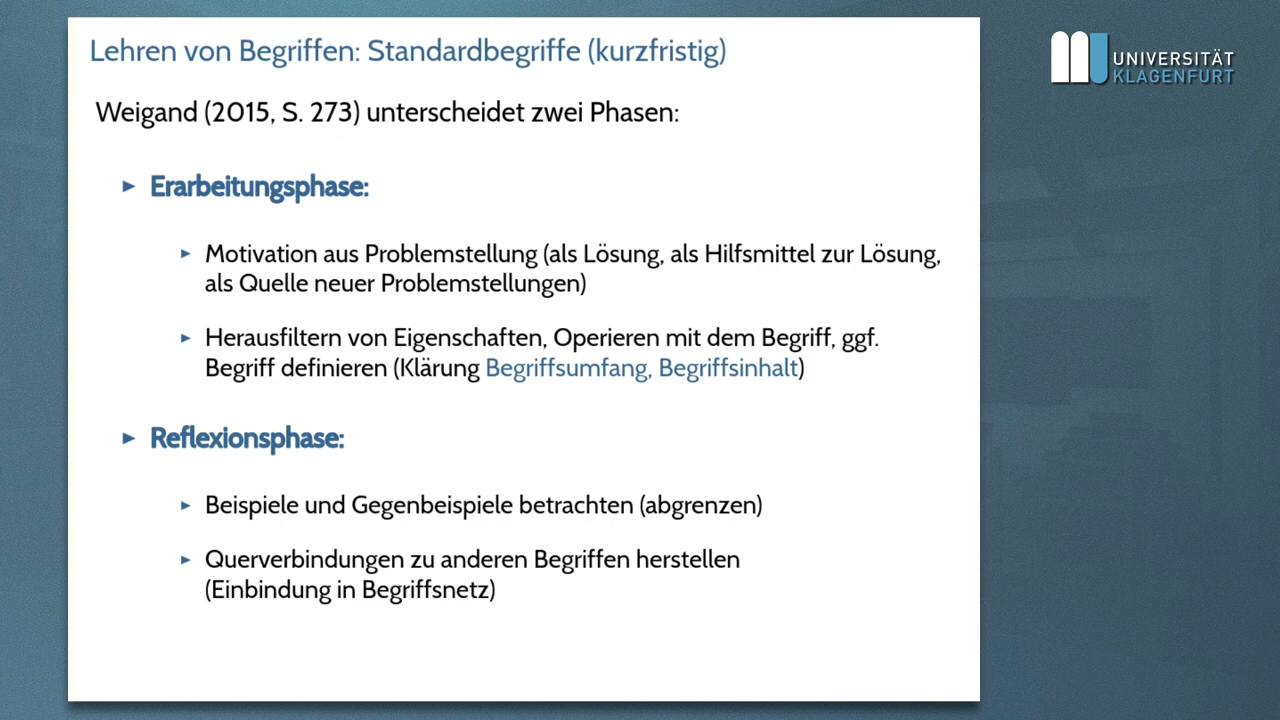 Lehren von Begriffen: Standardbegriffe (kurzfristig)
UNIVERSITÄT
KLAGENFURT
Weigand (2015, S. 273) unterscheidet zwei Phasen:
► Erarbeitungsphase:
► Motivation aus Problemstellung (als Lösung, als Hilfsmittel zur Lösung,
als Quelle neuer Problemstellungen)
► Herausfiltern von Eigenschaften, Operieren mit dem Begriff, ggf.
Begriff definieren (Klärung Begriffsumfang, Begriffsinhalt)
► Reflexionsphase:
► Beispiele und Gegenbeispiele betrachten (abgrenzen)
► Querverbindungen zu anderen Begriffen herstellen
(Einbindung in Begriffsnetz)